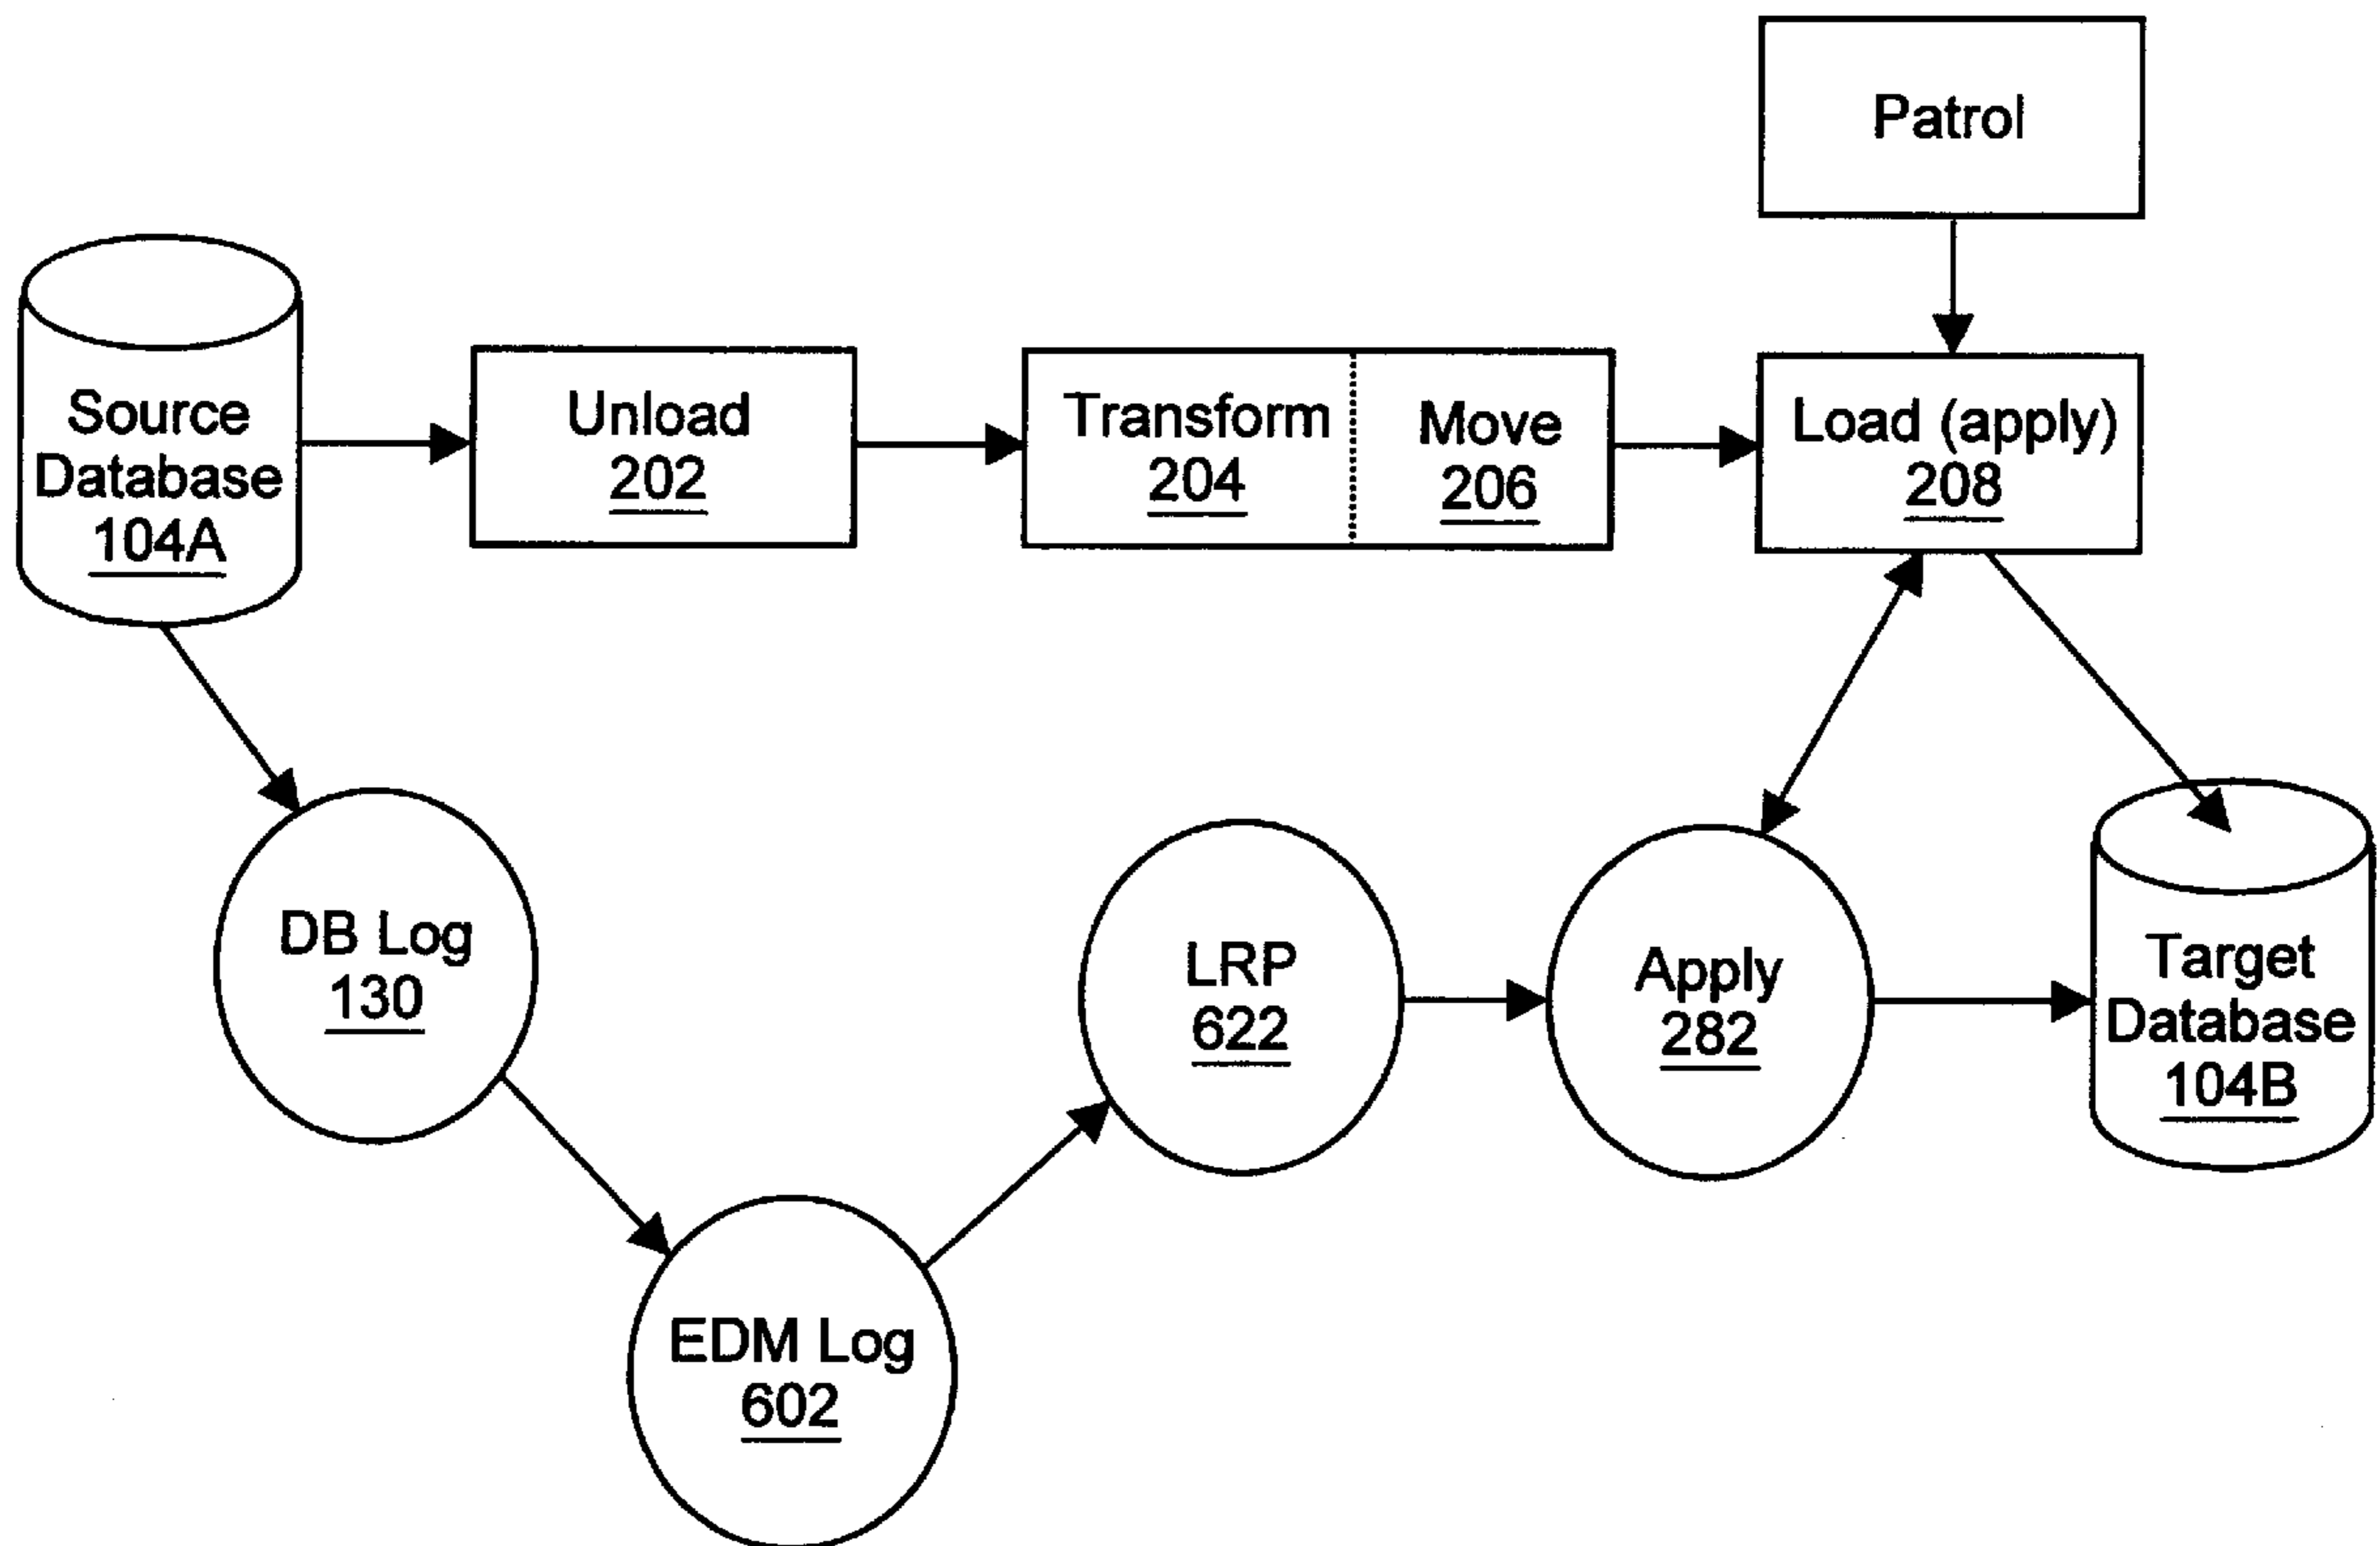 Patrol
Source
Database
104A
Unload
202
Transform
204
Move
206
Load (apply)
208
DB Log
130
LRP
622
Apply
282
Target
Database
104B
EDM Log
602